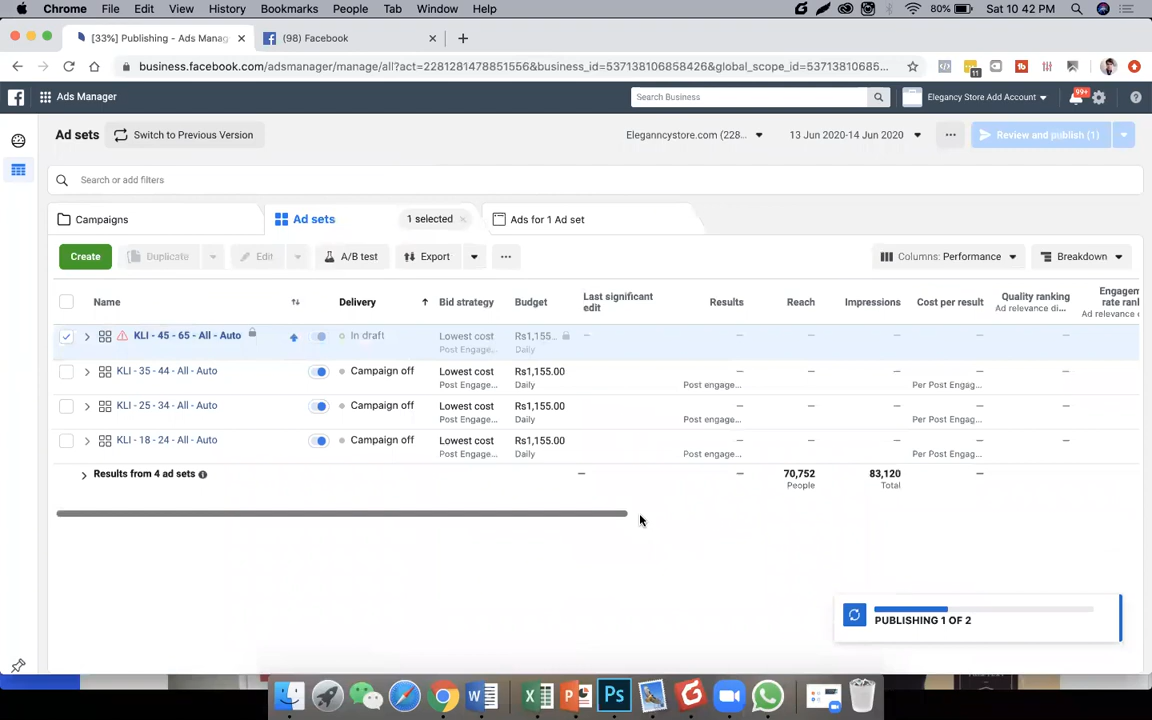 Chrome File Edit View History Bookmarks People Tab Window Help 80% Sat 10:42 PM
[33%] Publishing - Ads Manag (98) Facebook
business.facebook.com/adsmanager/manage/all?act=2281281478851556&business_id=537138106858426&global_scope_id=53713810685... 11
Ads Manager Search Business Elegancy Store Add Account 99+
Ad sets Switch to Previous Version Eleganncystore.com (228... 13 Jun 2020-14 Jun 2020 Review and publish (1)
Search or add filters
Campaigns Ad sets 1 selected Ads for 1 Ad set
Create Duplicate Edit A/B test Export Columns: Performance Breakdown
Name Delivery Bid strategy Budget Last significant edit Results Reach Impressions Cost per result Quality ranking Ad relevance di... Engagem rate rank Ad relevance
KLI - 45 - 65 - All - Auto In draft Lowest cost Rs1,155... — — — — — — —
Post Engage... Daily
KLI - 35 - 44 - All - Auto Campaign off Lowest cost Rs1,155.00 — — — — —
Post Engage... Daily Post engage... Per Post Engag...
KLI - 25 - 34 - All - Auto Campaign off Lowest cost Rs1,155.00 — — — — —
Post Engage... Daily Post engage... Per Post Engag...
KLI - 18 - 24 - All - Auto Campaign off Lowest cost Rs1,155.00 — — — — —
Post Engage... Daily Post engage... Per Post Engag...
Results from 4 ad sets — — 70,752 83,120 —
People Total
PUBLISHING 1 OF 2